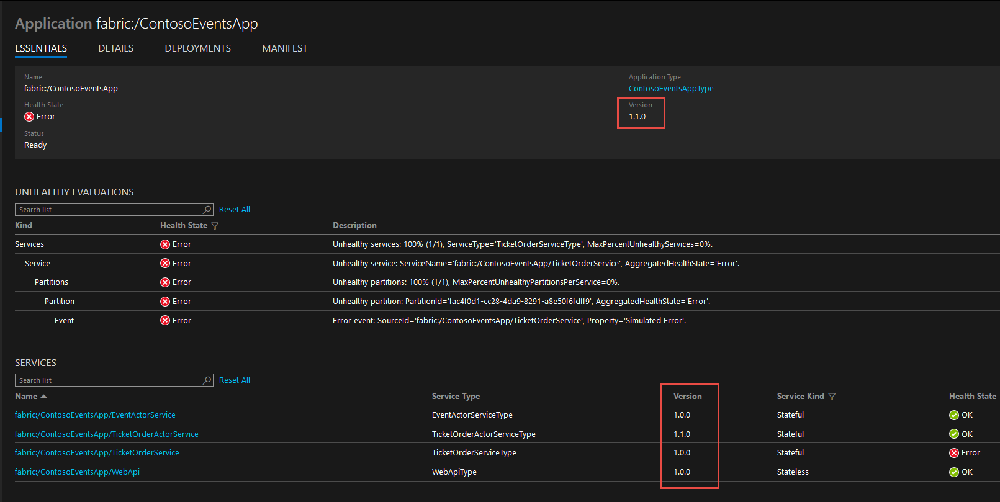 Application fabric:/ContosoEventsApp
ESSENTIALS DETAILS DEPLOYMENTS MANIFEST
Name Application Type
fabric:/ContosoEventsApp ContosoEventsAppType
Health State Version
Error 1.1.0
Status
Ready
UNHEALTHY EVALUATIONS
Search list Reset All
Kind Health State Description
Services Error Unhealthy services: 100% (1/1), ServiceType='TicketOrderServiceType', MaxPercentUnhealthyServices=0%.
Service Error Unhealthy service: ServiceName='fabric:/ContosoEventsApp/TicketOrderService', AggregatedHealthState='Error'.
Partitions Error Unhealthy partitions: 100% (1/1), MaxPercentUnhealthyPartitionsPerService=0%.
Partition Error Unhealthy partition: PartitionId='fac4f0d1-cc28-4da9-8291-a8e50f6fdff9', AggregatedHealthState='Error'.
Event Error Error event: SourceId='fabric:/ContosoEventsApp/TicketOrderService', Property='Simulated Error'.
SERVICES
Search list Reset All
Name Service Type Version Service Kind Health State
fabric:/ContosoEventsApp/EventActorService EventActorServiceType 1.0.0 Stateful OK
fabric:/ContosoEventsApp/TicketOrderActorService TicketOrderActorServiceType 1.1.0 Stateful OK
fabric:/ContosoEventsApp/TicketOrderService TicketOrderServiceType 1.0.0 Stateful Error
fabric:/ContosoEventsApp/WebApi WebApiType 1.0.0 Stateless OK